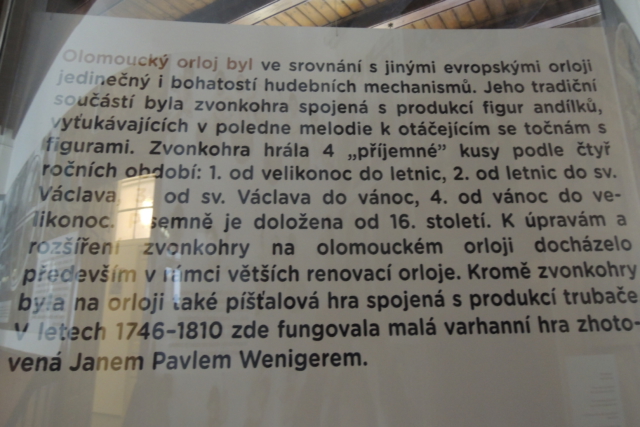 Olomoucký orloj byl ve srovnání s jinými evropskými orloji
jedinečný i bohatostí hudebních mechanismů. Jeho tradiční
součástí byla zvonkohra spojená s produkcí figur andílků,
vyťukávajících v poledne melodie k otáčejícím se točnám s
figurami. Zvonkohra hrála 4 „příjemné" kusy podle čtyř
ročních období: 1. od velikonoc do letnic, 2. od letnic do sv.
Václava, od sv. Václava do vánoc, 4. od vánoc do ve-
likonoc. je doložena od 16. století. K úpravám a
rozšíření zvonkohry na olomouckém orloji docházelo
především v rámci větších renovací orloje. Kromě zvonkohry
byla na orloji také píšťalová hra spojená s produkcí trubače
V letech 1746-1810 zde fungovala malá varhanní hra zhoto-
vená Janem Pavlem Wenigerem.